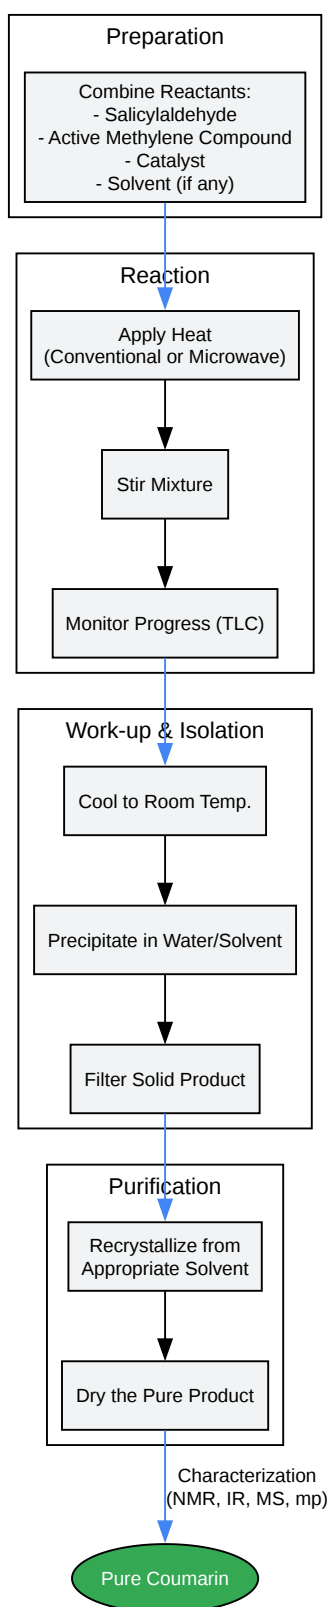 Preparation
Combine Reactants:
- Salicylaldehyde
- Active Methylene Compound
- Catalyst
- Solvent (if any)
Reaction
Apply Heat
(Conventional or Microwave)
Stir Mixture
Monitor Progress (TLC)
Work-up & Isolation
Cool to Room Temp.
Precipitate in Water/Solvent
Filter Solid Product
Purification
Recrystallize from
Appropriate Solvent
Dry the Pure Product
Characterization
(NMR, IR, MS, mp)
Pure Coumarin